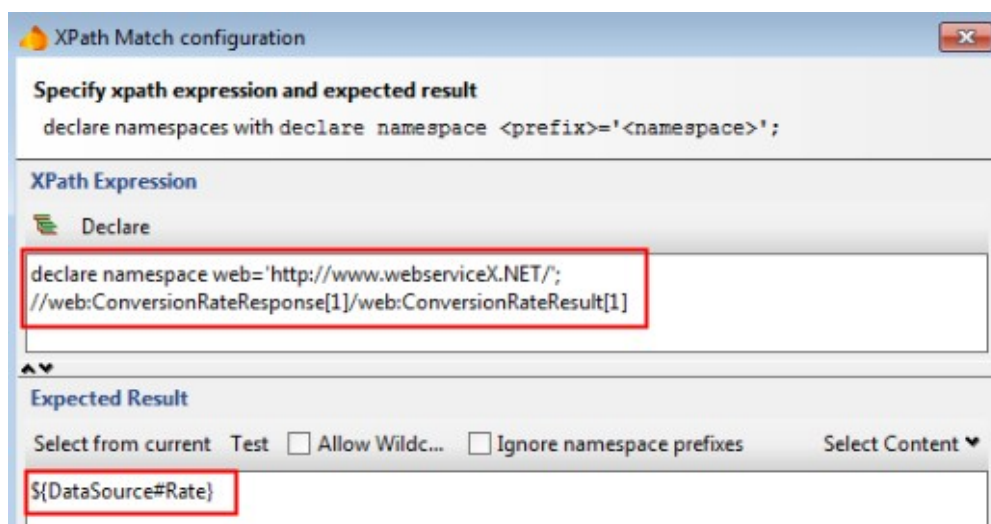 XPath Match configuration
Specify xpath expression and expected result
declare namespaces with declare namespace <prefix>='<namespace>';
XPath Expression
Declare
declare namespace web='http://www.webserviceX.NET/';
//web:ConversionRateResponse[1]/web:ConversionRateResult[1]
Expected Result
Select from current Test Allow Wildc... Ignore namespace prefixes Select Content
${DataSource#Rate}